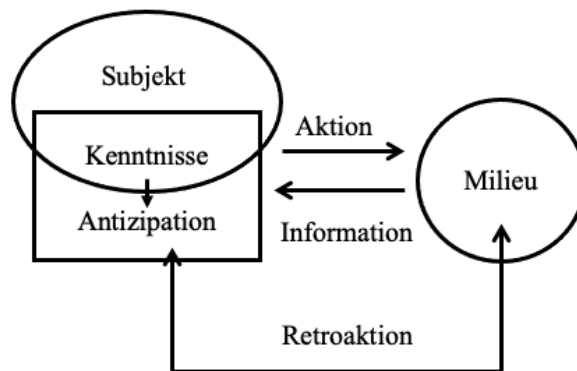 Subjekt
Aktion
Kenntnisse
Milieu
Antizipation
Information
Retroaktion